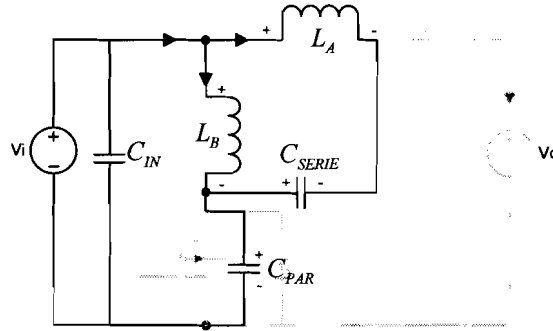 + -
L_A
+
Vi
+
-
C_IN
L_B
-
C_SERIE
+ -
Vo
+
-
C_PAR